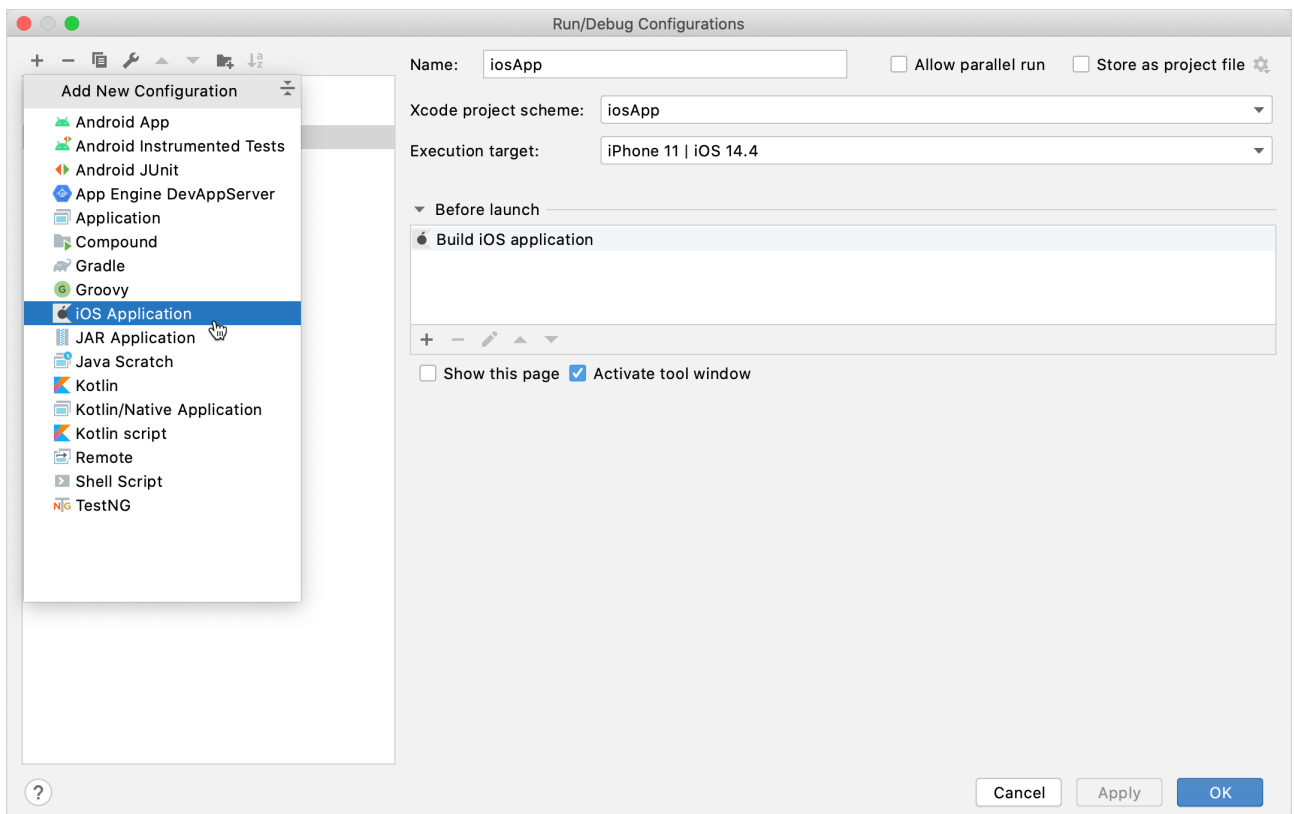 Run/Debug Configurations
Add New Configuration
Android App
Android Instrumented Tests
Android JUnit
App Engine DevAppServer
Application
Compound
Gradle
G Groovy
iOS Application
JAR Application
Java Scratch
Kotlin
Kotlin/Native Application
Kotlin script
Remote
Shell Script
NTG TestNG
Name: iosApp Allow parallel run Store as project file
Xcode project scheme: iosApp
Execution target: iPhone 11 | iOS 14.4
Before launch
Build iOS application
Show this page Activate tool window
? Cancel Apply OK